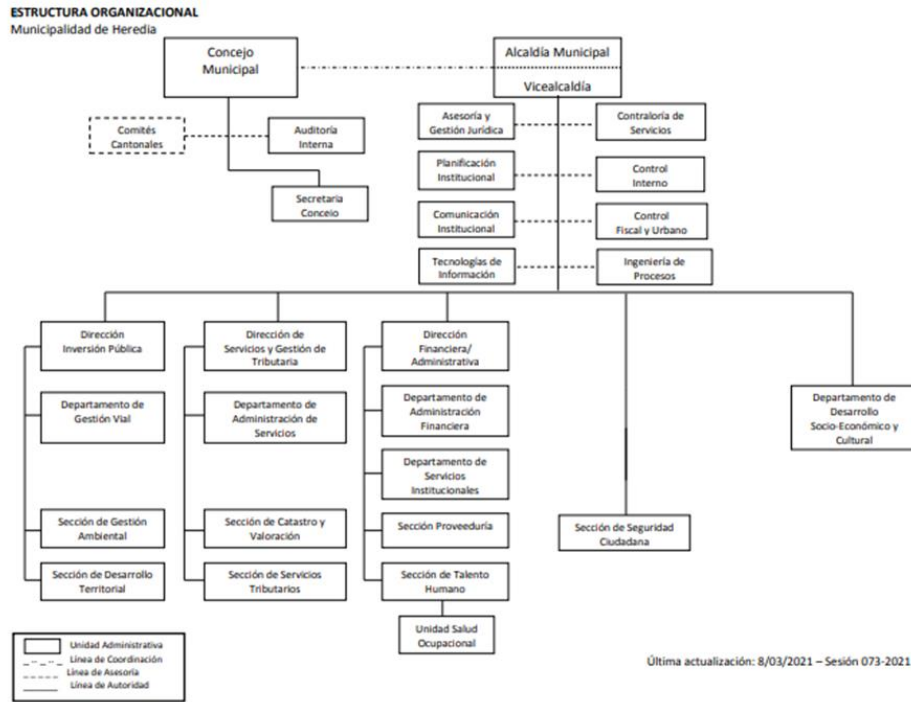 ESTRUCTURA ORGANIZACIONAL
Municipalidad de Heredia
Concejo
Municipal
Alcaldía Municipal
Vicealcaldía
Comités
Cantonales
Auditoría
Interna
Secretaria
Concejo
Asesoría y
Gestión Jurídica
Contraloría de
Servicios
Planificación
Institucional
Control
Interno
Comunicación
Institucional
Control
Fiscal y Urbano
Tecnologías de
Información
Ingeniería de
Procesos
Dirección
Inversión Pública
Departamento de
Gestión Vial
Sección de Gestión
Ambiental
Sección de Desarrollo
Territorial
Dirección de
Servicios y Gestión de
Tributaria
Departamento de
Administración de
Servicios
Sección de Catastro y
Valoración
Sección de Servicios
Tributarios
Dirección
Financiera/
Administrativa
Departamento de
Administración
Financiera
Departamento de
Servicios
Institucionales
Sección Proveeduría
Sección de Talento
Humano
Unidad Salud
Ocupacional
Sección de Seguridad
Ciudadana
Departamento de
Desarrollo
Socio-Económico y
Cultural
Unidad Administrativa
Línea de Coordinación
Línea de Asesoría
Línea de Autoridad
Última actualización: 8/03/2021 – Sesión 073-2021